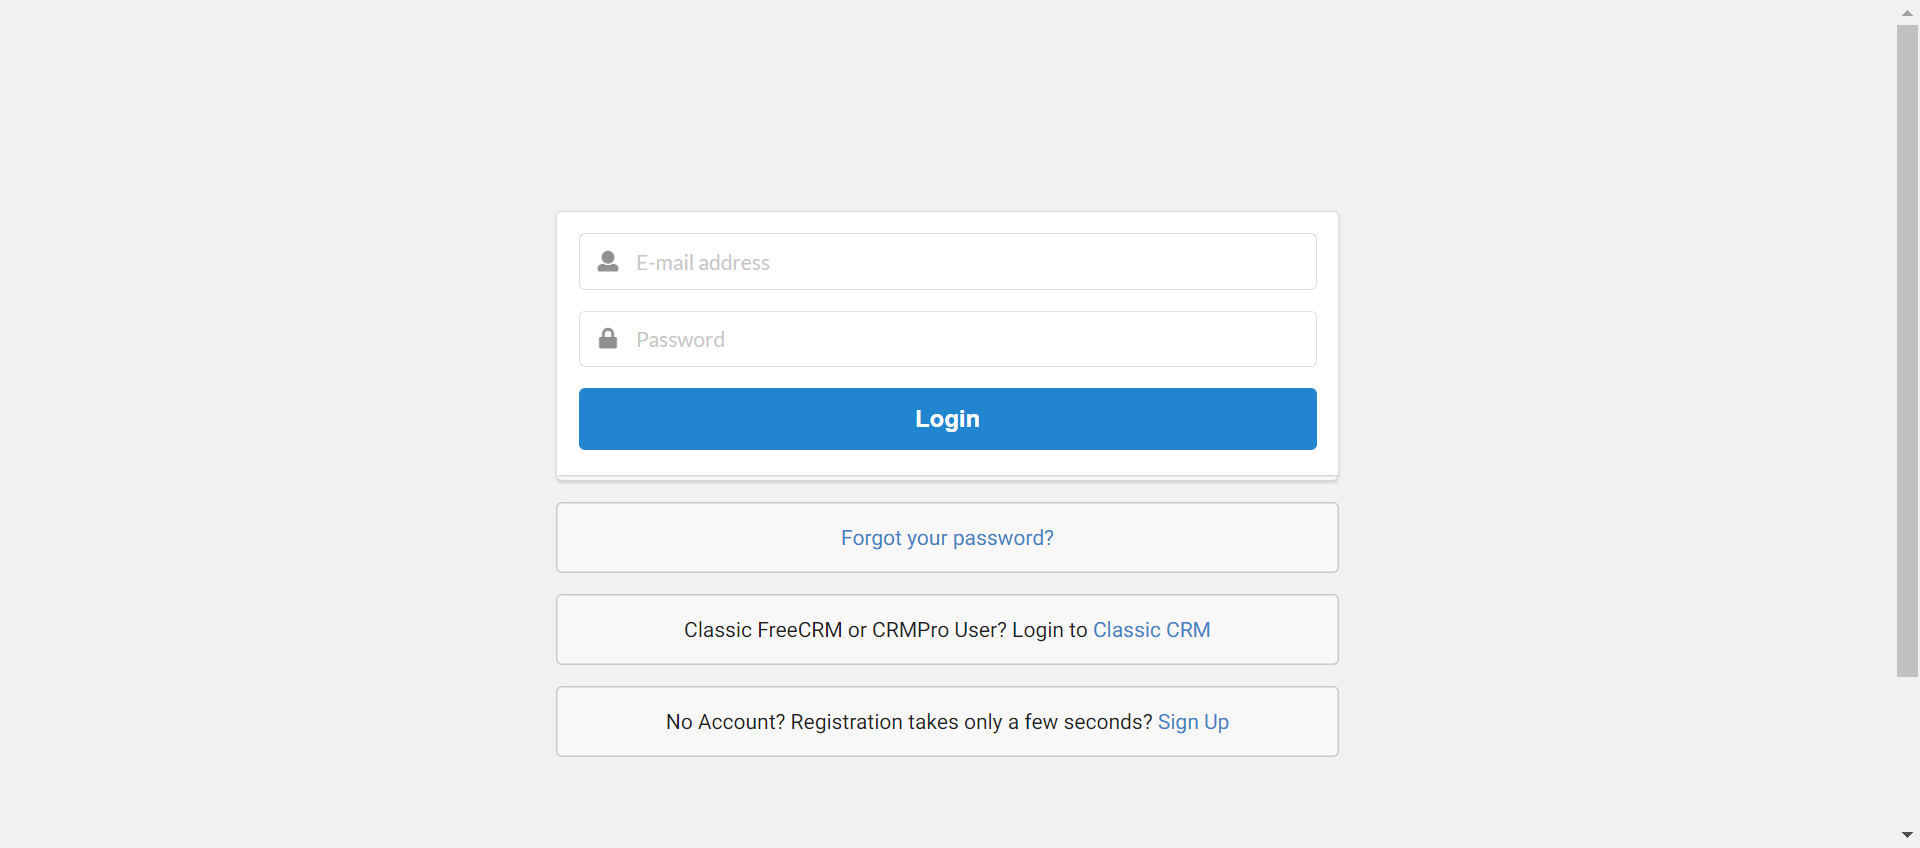 E-mail address
Password
Login
Forgot your password?
Classic FreeCRM or CRMPro User? Login to Classic CRM
No Account? Registration takes only a few seconds? Sign Up